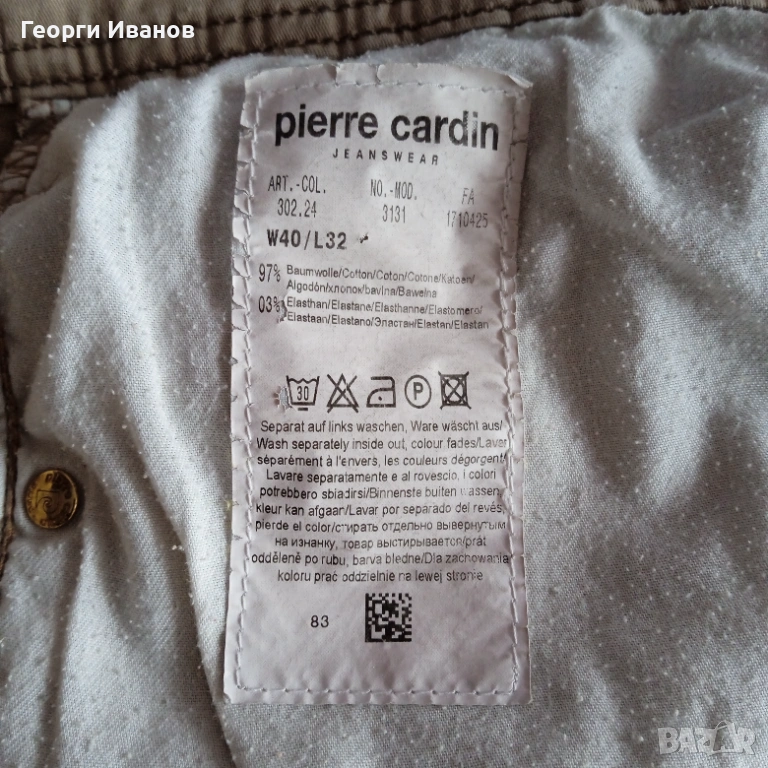 Георги Иванов
pierre cardin
JEANSWEAR
ART.-COL. NO.-MOD. FA
302.24 3131 1710425
W40/L32
97% Baumwolle/Cotton/Coton/Cotone/Katoen/
Algodón/хлопок/bavlna/Bawełna
03% Elasthan/Elastane/Elasthanne/Elastomero/
Elastaan/Elastano/Эластан/Elastan/Elastan
30 P
Separat auf links waschen, Ware wäscht aus/
Wash separately inside out, colour fades/Laver
séparément à l'envers, les couleurs dégorgent/
Lavare separatamente e al rovescio, i colori
potrebbero sbiadirsi/Binnenste buiten wassen,
kleur kan afgaan/Lavar por separado del revés,
pierde el color/стирать отдельно вывернутым
на изнанку, товар выстирывается/prát
odděleně po rubu, barva bledne/Dla zachowania
koloru prać oddzielnie na lewej stronie
83
BAZAR